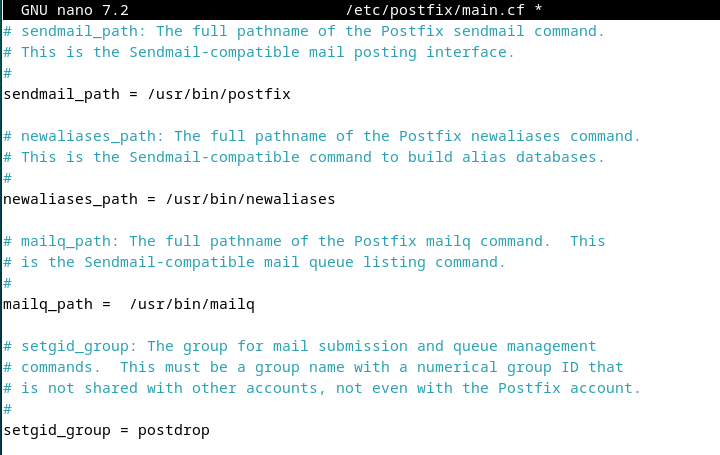 GNU nano 7.2 /etc/postfix/main.cf *
# sendmail_path: The full pathname of the Postfix sendmail command.
# This is the Sendmail-compatible mail posting interface.
#
sendmail_path = /usr/bin/postfix

# newaliases_path: The full pathname of the Postfix newaliases command.
# This is the Sendmail-compatible command to build alias databases.
#
newaliases_path = /usr/bin/newaliases

# mailq_path: The full pathname of the Postfix mailq command.  This
# is the Sendmail-compatible mail queue listing command.
#
mailq_path =  /usr/bin/mailq

# setgid_group: The group for mail submission and queue management
# commands.  This must be a group name with a numerical group ID that
# is not shared with other accounts, not even with the Postfix account.
#
setgid_group = postdrop